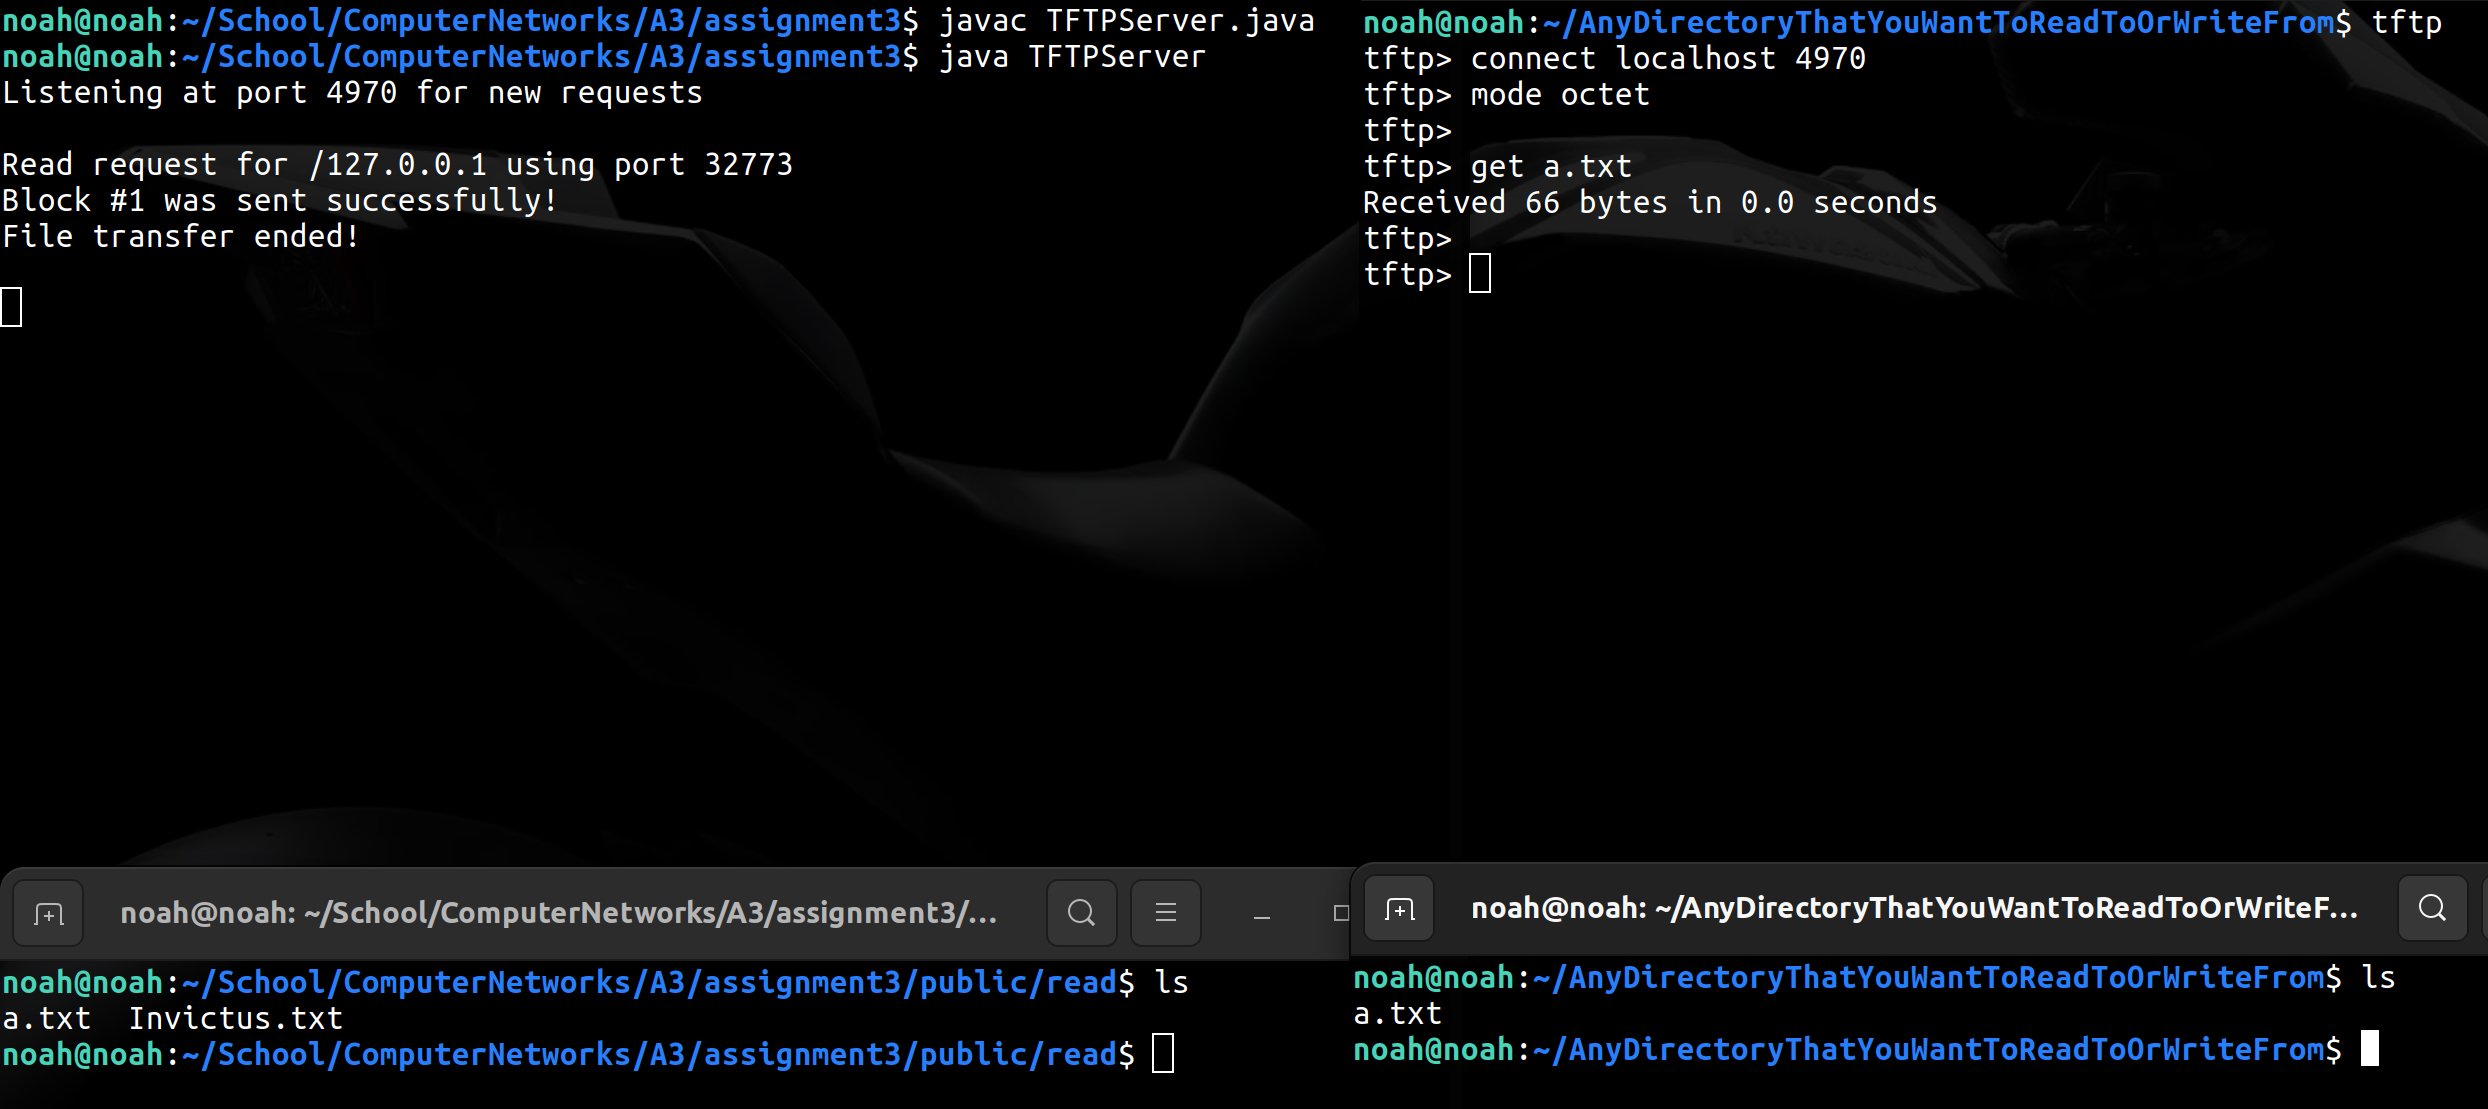 noah@noah:~/School/ComputerNetworks/A3/assignment3$ javac TFTPServer.java
noah@noah:~/School/ComputerNetworks/A3/assignment3$ java TFTPServer
Listening at port 4970 for new requests
Read request for /127.0.0.1 using port 32773
Block #1 was sent successfully!
File transfer ended!
noah@noah:~/AnyDirectoryThatYouWantToReadToOrWriteFrom$ tftp
tftp> connect localhost 4970
tftp> mode octet
tftp>
tftp> get a.txt
Received 66 bytes in 0.0 seconds
tftp>
tftp>
noah@noah: ~/School/ComputerNetworks/A3/assignment3/...
noah@noah:~/School/ComputerNetworks/A3/assignment3/public/read$ ls
a.txt  Invictus.txt
noah@noah:~/School/ComputerNetworks/A3/assignment3/public/read$
noah@noah: ~/AnyDirectoryThatYouWantToReadToOrWriteF...
noah@noah:~/AnyDirectoryThatYouWantToReadToOrWriteFrom$ ls
a.txt
noah@noah:~/AnyDirectoryThatYouWantToReadToOrWriteFrom$